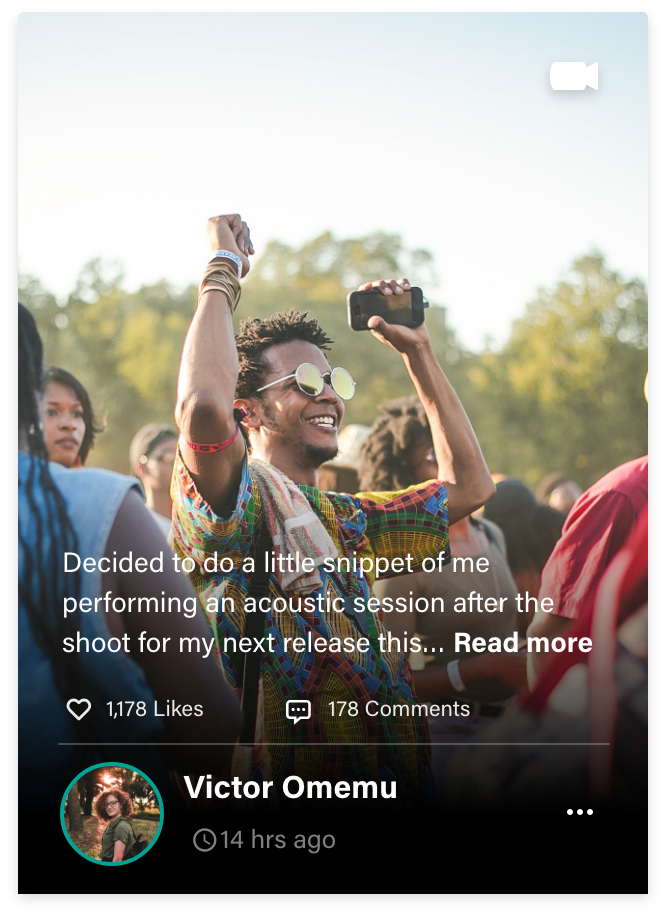 Decided to do a little snippet of me
performing an acoustic session after the
shoot for my next release this... Read more
1,178 Likes
178 Comments
Victor Omemu
14 hrs ago